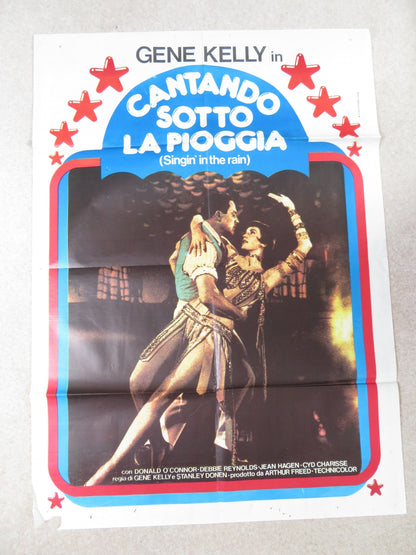 GENE KELLY in
CANTANDO
SOTTO
LA PIOGGIA
(Singin' in the rain)
con DONALD O'CONNOR-DEBBIE REYNOLDS-JEAN HAGEN-CYD CHARISSE
regia di GENE KELLY e STANLEY DONEN-prodotto da ARTHUR FREED-TECHNICOLOR